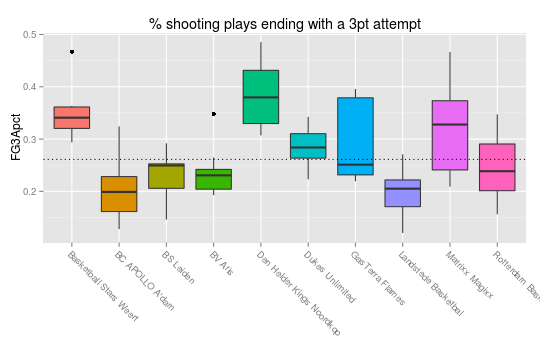 % shooting plays ending with a 3pt attempt
FG3Apct
0.5
0.4
0.3
0.2
Basketball Stars Weert
BC APOLLO A'dam
BS Leiden
BV Aris
Den Helder Kings Noordkop
Dukes Unlimited
GasTerra Flames
Landstede Basketbal
Matrixx Magixx
Rotterdam Bas